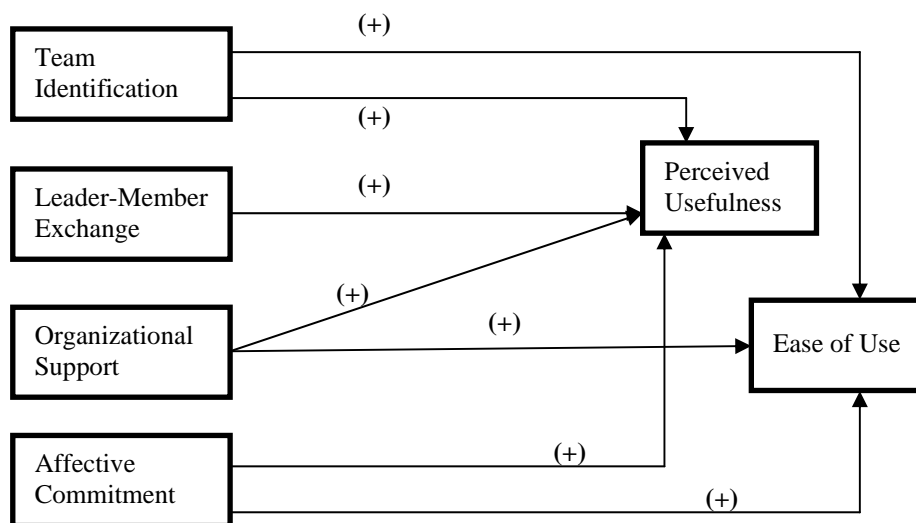 (+)
Team
Identification
(+)
Perceived
Usefulness
Leader-Member
Exchange
(+)
(+)
Organizational
Support
(+)
Ease of Use
Affective
Commitment
(+)
(+)